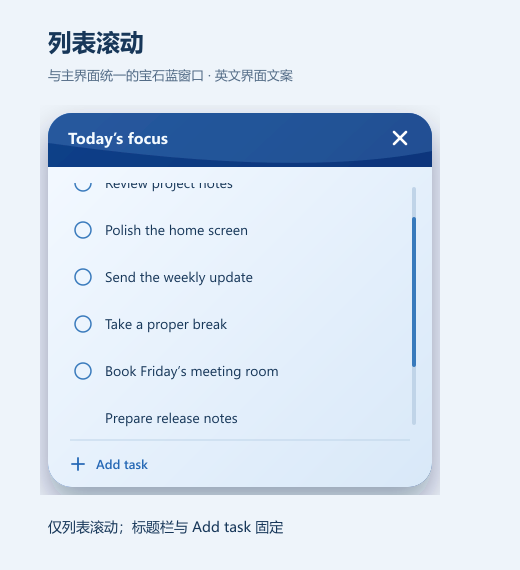 列表滚动
与主界面统一的宝石蓝窗口 · 英文界面文案
Today’s focus
Review project notes
Polish the home screen
Send the weekly update
Take a proper break
Book Friday’s meeting room
Prepare release notes
Add task
仅列表滚动；标题栏与 Add task 固定